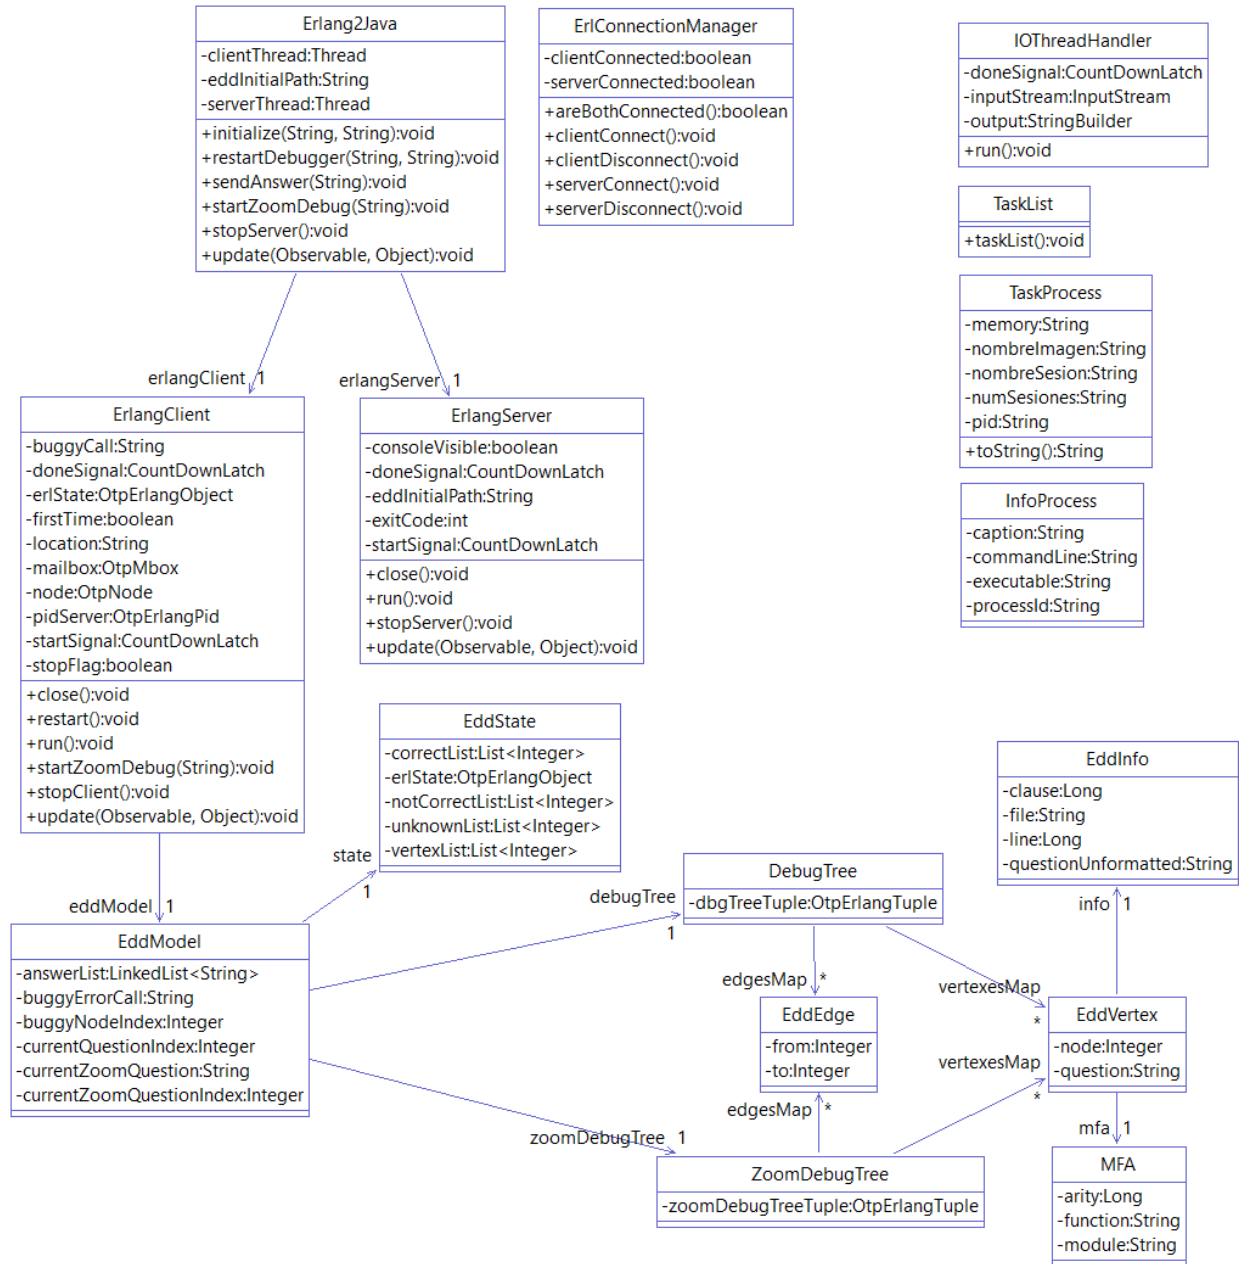 Erlang2Java
-clientThread:Thread
-eddInitialPath:String
-serverThread:Thread
+initialize(String, String):void
+restartDebugger(String, String):void
+sendAnswer(String):void
+startZoomDebug(String):void
+stopServer():void
+update(Observable, Object):void
ErlConnectionManager
-clientConnected:boolean
-serverConnected:boolean
+areBothConnected():boolean
+clientConnect():void
+clientDisconnect():void
+serverConnect():void
+serverDisconnect():void
IOThreadHandler
-doneSignal:CountDownLatch
-inputStream:InputStream
-output:StringBuilder
+run():void
TaskList
+taskList():void
TaskProcess
-memory:String
-nombreImagen:String
-nombreSesion:String
-numSesiones:String
-pid:String
+toString():String
InfoProcess
-caption:String
-commandLine:String
-executable:String
-processId:String
erlangClient 1
erlangServer 1
ErlangClient
-buggyCall:String
-doneSignal:CountDownLatch
-erlState:OtpErlangObject
-firstTime:boolean
-location:String
-mailbox:OtpMbox
-node:OtpNode
-pidServer:OtpErlangPid
-startSignal:CountDownLatch
-stopFlag:boolean
+close():void
+restart():void
+run():void
+startZoomDebug(String):void
+stopClient():void
+update(Observable, Object):void
ErlangServer
-consoleVisible:boolean
-doneSignal:CountDownLatch
-eddInitialPath:String
-exitCode:int
-startSignal:CountDownLatch
+close():void
+run():void
+stopServer():void
+update(Observable, Object):void
EddState
-correctList:List<Integer>
-erlState:OtpErlangObject
-notCorrectList:List<Integer>
-unknownList:List<Integer>
-vertexList:List<Integer>
state
1
eddModel 1
EddModel
-answerList:LinkedList<String>
-buggyErrorCall:String
-buggyNodeIndex:Integer
-currentQuestionIndex:Integer
-currentZoomQuestion:String
-currentZoomQuestionIndex:Integer
debugTree
1
DebugTree
-dbgTreeTuple:OtpErlangTuple
EddInfo
-clause:Long
-file:String
-line:Long
-questionUnformatted:String
info 1
edgesMap *
vertexesMap
*
EddEdge
-from:Integer
-to:Integer
EddVertex
-node:Integer
-question:String
vertexesMap
*
edgesMap *
zoomDebugTree 1
ZoomDebugTree
-zoomDebugTreeTuple:OtpErlangTuple
mfa 1
MFA
-arity:Long
-function:String
-module:String